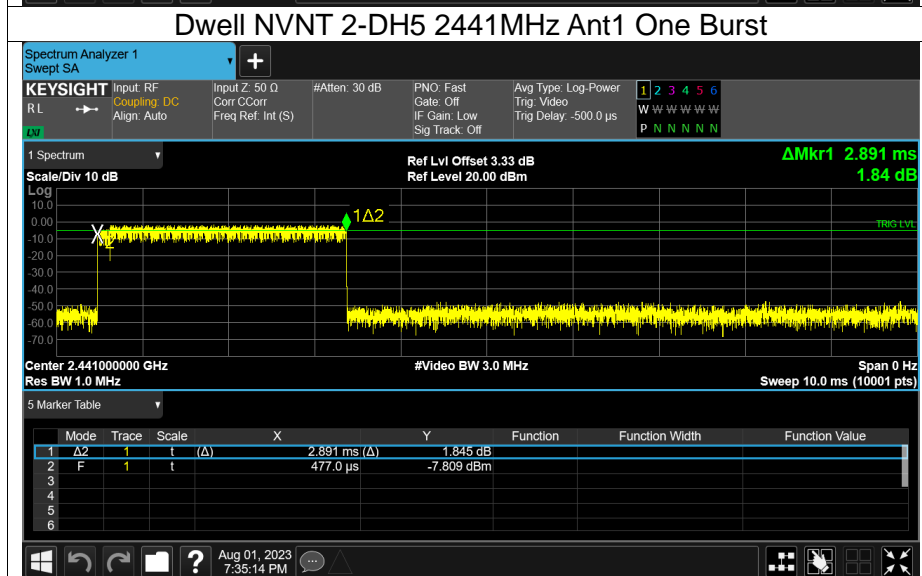 Dwell NVNT 2-DH5 2441MHz Ant1 One Burst
Spectrum Analyzer 1
Swept SA
+
KEYSIGHT Input: RF Input Z: 50 Ω #Atten: 30 dB PNO: Fast Avg Type: Log-Power 1 2 3 4 5 6
RL Coupling: DC Corr CCorr Gate: Off Trig: Video W W W W W W
Align: Auto Freq Ref: Int (S) IF Gain: Low Trig Delay: -500.0 µs
LXI Sig Track: Off P N N N N N
1 Spectrum Ref Lvl Offset 3.33 dB ΔMkr1 2.891 ms
Scale/Div 10 dB Ref Level 20.00 dBm 1.84 dB
Log
10.0
0.00 1Δ2 TRIG LVL
-10.0
-20.0
-30.0
-40.0
-50.0
-60.0
-70.0
Center 2.441000000 GHz #Video BW 3.0 MHz Span 0 Hz
Res BW 1.0 MHz Sweep 10.0 ms (10001 pts)
5 Marker Table
Mode Trace Scale X Y Function Function Width Function Value
1 Δ2 1 t (Δ) 2.891 ms (Δ) 1.845 dB
2 F 1 t 477.0 µs -7.809 dBm
3
4
5
6
? Aug 01, 2023
7:35:14 PM